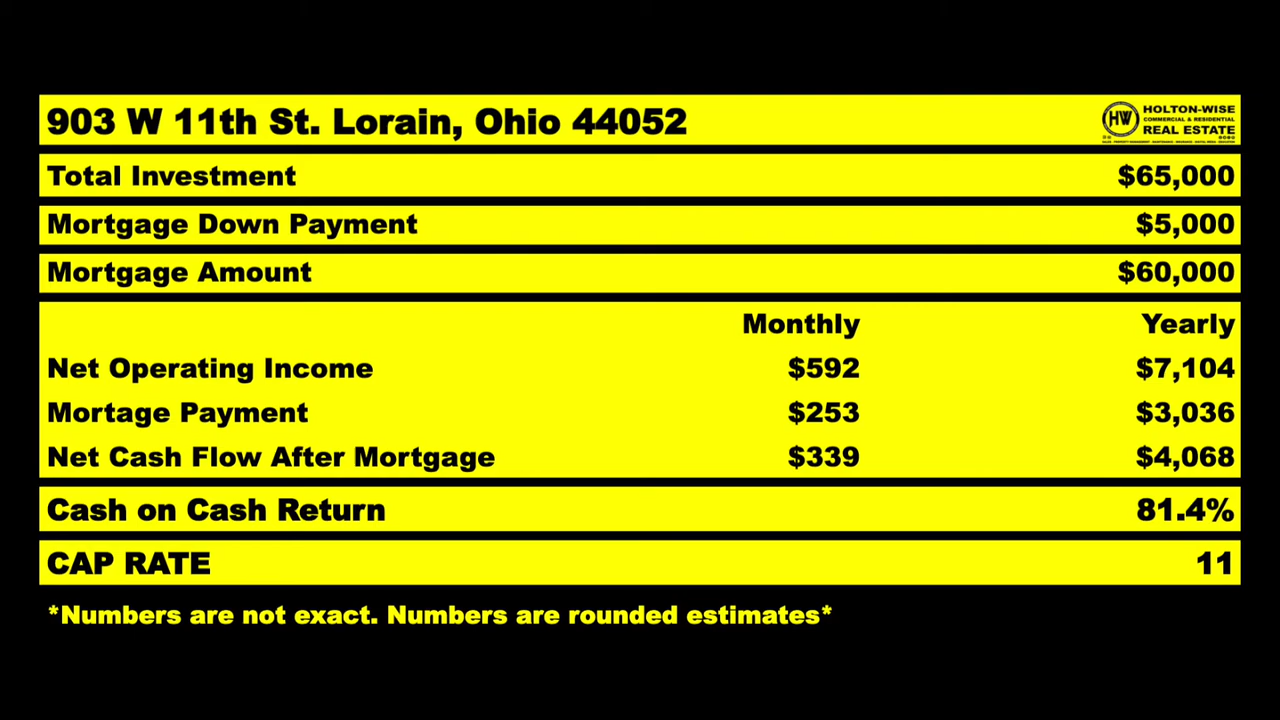 903 W 11th St. Lorain, Ohio 44052
HOLTON-WISE
COMMERCIAL & RESIDENTIAL
REAL ESTATE
HW
Total Investment $65,000
Mortgage Down Payment $5,000
Mortgage Amount $60,000
Monthly Yearly
Net Operating Income $592 $7,104
Mortage Payment $253 $3,036
Net Cash Flow After Mortgage $339 $4,068
Cash on Cash Return 81.4%
CAP RATE 11
*Numbers are not exact. Numbers are rounded estimates*